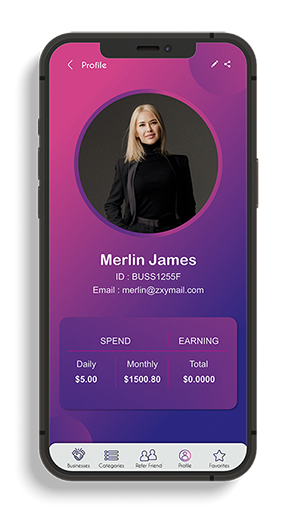 Profile
Merlin James
ID : BUSS1255F
Email : merlin@zxymail.com
SPEND EARNING
Daily Monthly Total
$5.00 $1500.80 $0.0000
Businesses Categories Refer Friend Profile Favorites